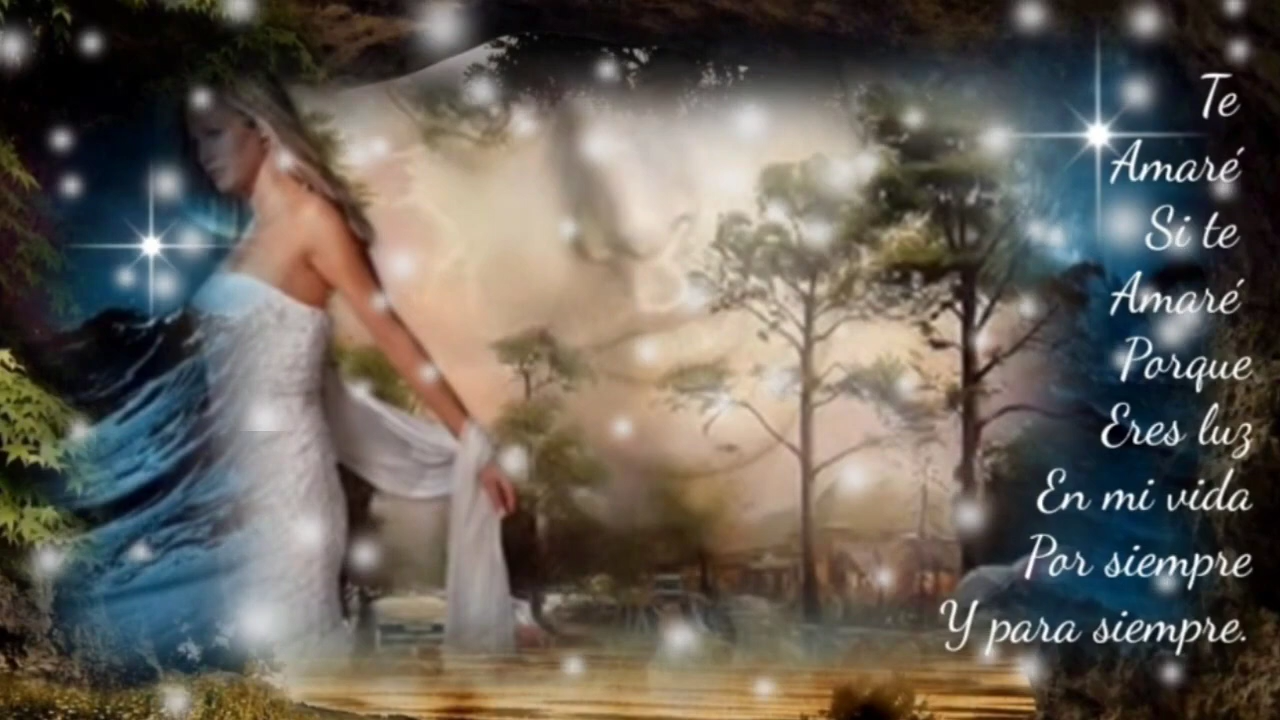 Te
Amaré
Si te
Amaré
Porque
Eres luz
En mi vida
Por siempre
Y para siempre.